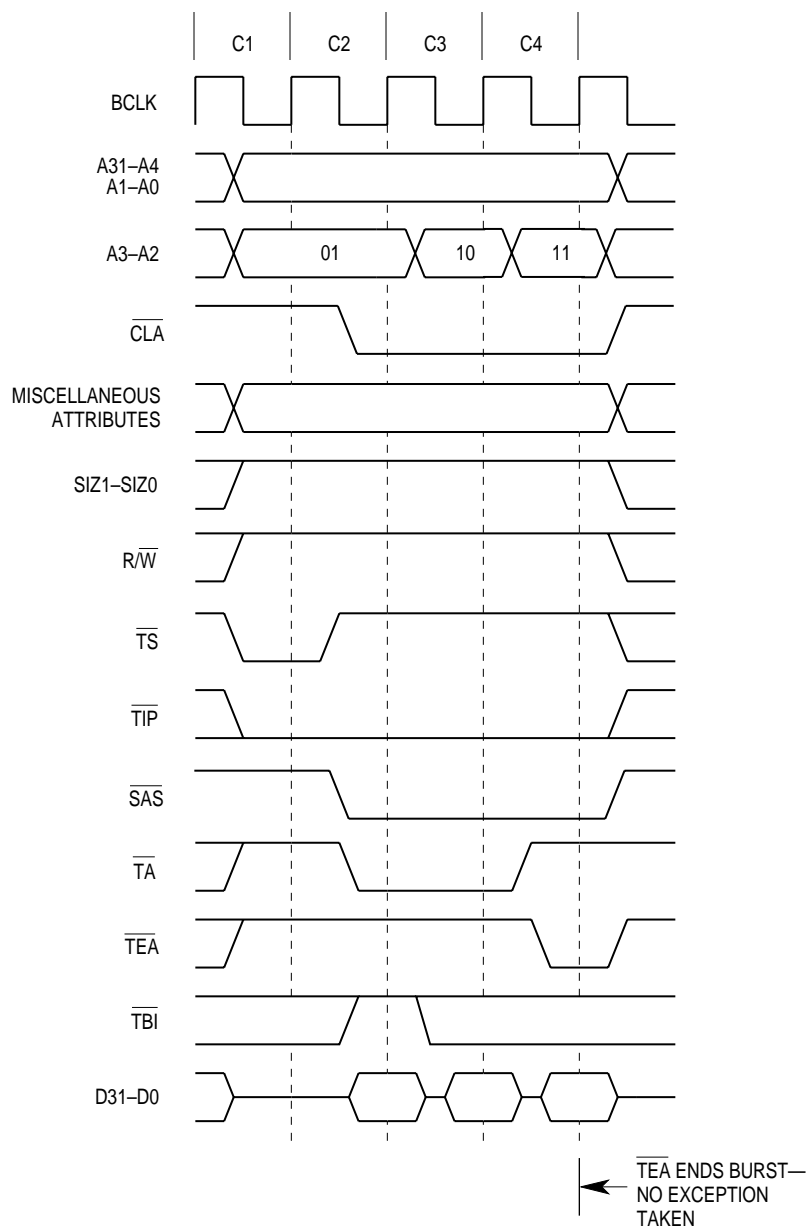 C1 C2 C3 C4
BCLK
A31–A4
A1–A0
A3–A2 01 10 11
CLA
MISCELLANEOUS
ATTRIBUTES
SIZ1–SIZ0
R/W
TS
TIP
SAS
TA
TEA
TBI
D31–D0
TEA ENDS BURST—
NO EXCEPTION
TAKEN